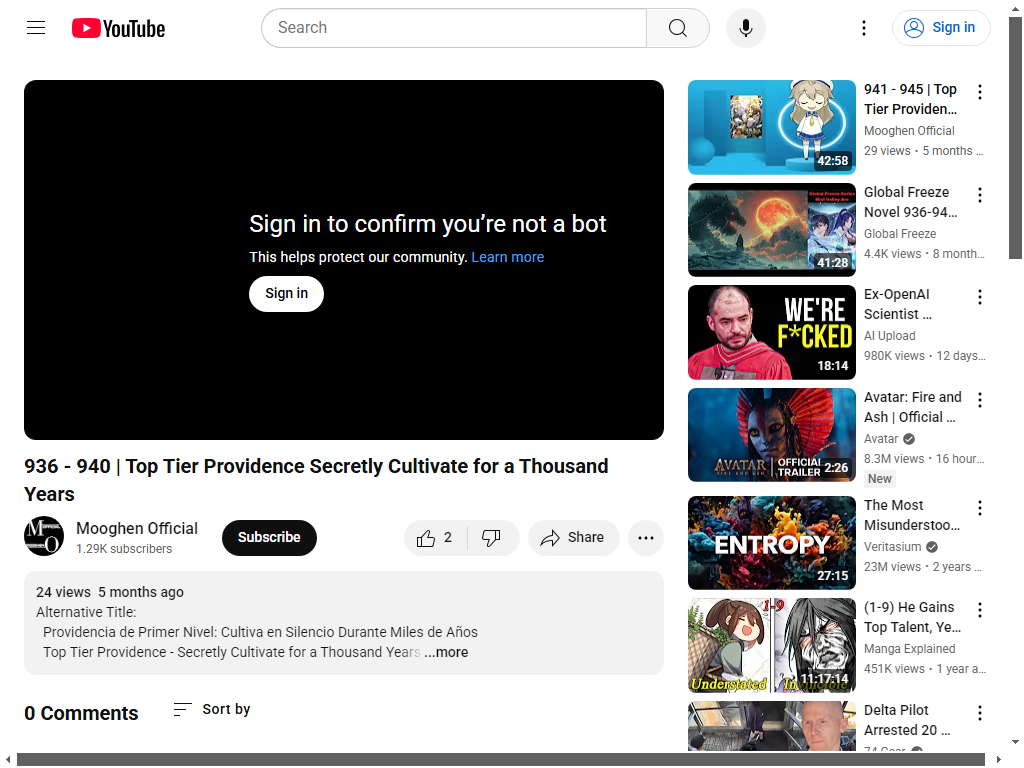 YouTube
Search
Sign in
Sign in to confirm you’re not a bot
This helps protect our community. Learn more
Sign in
936 - 940 | Top Tier Providence Secretly Cultivate for a Thousand
Years
Mooghen Official
1.29K subscribers
Subscribe
2
Share
24 views 5 months ago
Alternative Title:
Providencia de Primer Nivel: Cultiva en Silencio Durante Miles de Años
Top Tier Providence - Secretly Cultivate for a Thousand Years ...more
0 Comments
Sort by
42:58
941 - 945 | Top
Tier Providen...
Mooghen Official
29 views • 5 months ...
41:28
Global Freeze
Novel 936-94...
Global Freeze
4.4K views • 8 month...
WE'RE
F*CKED
18:14
Ex-OpenAI
Scientist ...
AI Upload
980K views • 12 days...
AVATAR
FIRE AND ASH
OFFICIAL
TRAILER
2:26
Avatar: Fire and
Ash | Official ...
Avatar
8.3M views • 16 hour...
New
ENTROPY
27:15
The Most
Misunderstoo...
Veritasium
23M views • 2 years ...
1-9
Understated
Invincible
11:17:14
(1-9) He Gains
Top Talent, Ye...
Manga Explained
451K views • 1 year a...
Delta Pilot
Arrested 20 ...
74 Gear